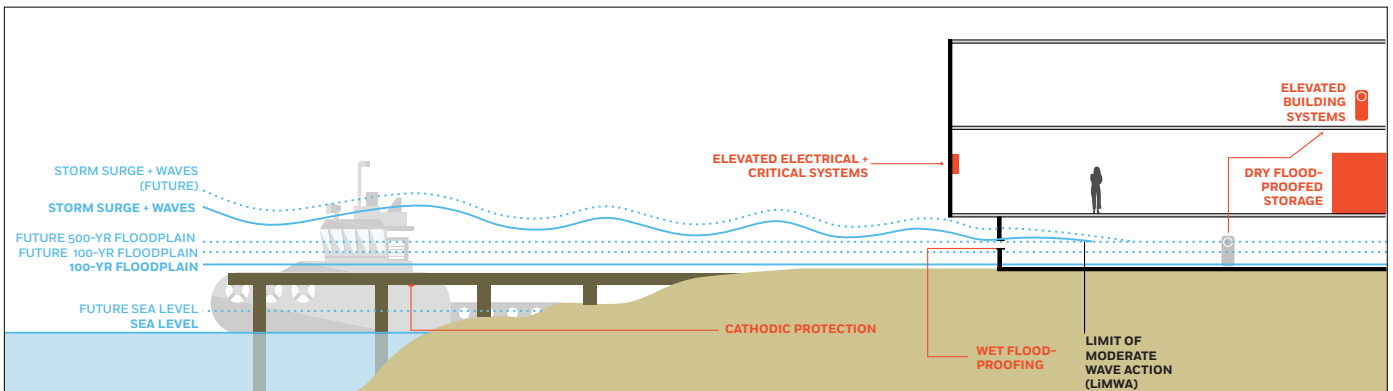 STORM SURGE + WAVES
(FUTURE)
STORM SURGE + WAVES
FUTURE 500-YR FLOODPLAIN
FUTURE 100-YR FLOODPLAIN
100-YR FLOODPLAIN
FUTURE SEA LEVEL
SEA LEVEL
CATHODIC PROTECTION
ELEVATED ELECTRICAL +
CRITICAL SYSTEMS
WET FLOOD-
PROOFING
LIMIT OF
MODERATE
WAVE ACTION
(LiMWA)
ELEVATED
BUILDING
SYSTEMS
DRY FLOOD-
PROOFED
STORAGE